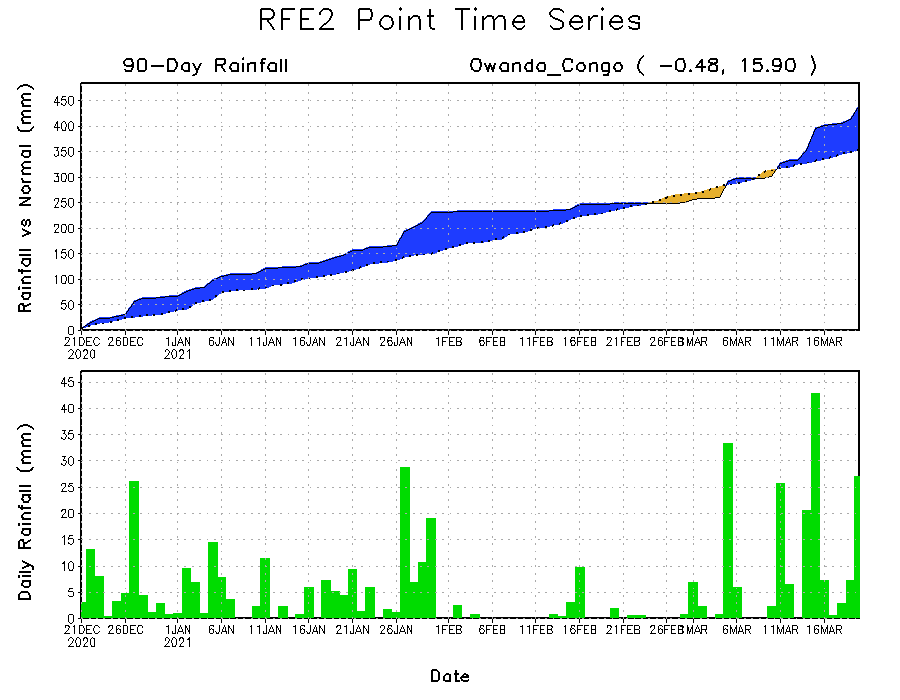 RFE2 Point Time Series
90-Day Rainfall
Owando_Congo ( -0.48, 15.90 )
Rainfall vs Normal (mm)
450
400
350
300
250
200
150
100
50
0
21DEC 26DEC 1JAN 6JAN 11JAN 16JAN 21JAN 26JAN 1FEB 6FEB 11FEB 16FEB 21FEB 26FEB 1MAR 6MAR 11MAR 16MAR
2020 2021
Daily Rainfall (mm)
45
40
35
30
25
20
15
10
5
0
21DEC 26DEC 1JAN 6JAN 11JAN 16JAN 21JAN 26JAN 1FEB 6FEB 11FEB 16FEB 21FEB 26FEB 1MAR 6MAR 11MAR 16MAR
2020 2021
Date